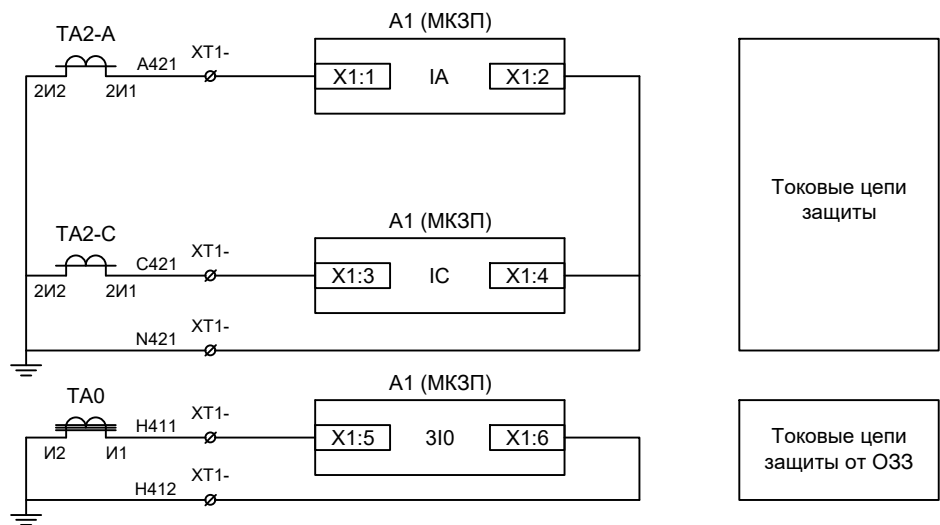 TA2-A
A421
XT1-
2И2
2И1
A1 (МКЗП)
X1:1
IA
X1:2
TA2-C
C421
XT1-
2И2
2И1
A1 (МКЗП)
X1:3
IC
X1:4
N421
XT1-
Токовые цепи
защиты
TA0
H411
XT1-
И2
И1
A1 (МКЗП)
X1:5
3I0
X1:6
H412
XT1-
Токовые цепи
защиты от ОЗЗ